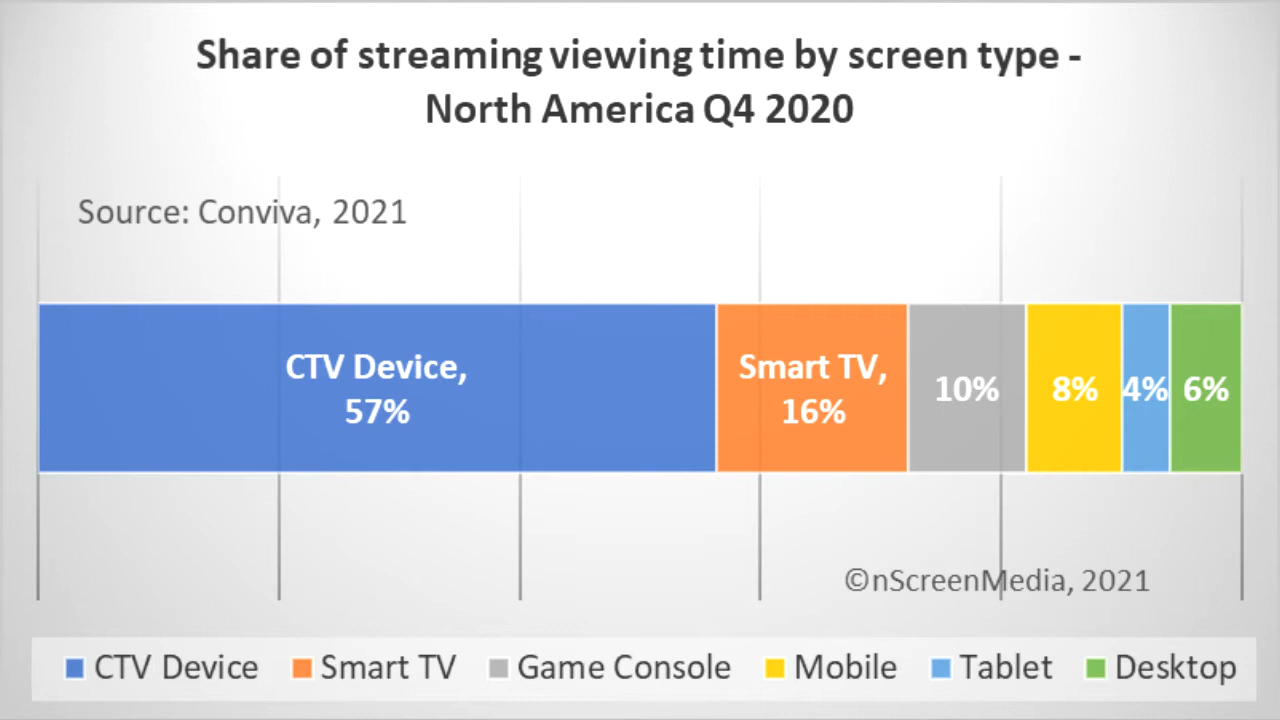 Share of streaming viewing time by screen type -
North America Q4 2020
Source: Conviva, 2021
CTV Device,
57%
Smart TV,
16%
10%
8%
4%
6%
©nScreenMedia, 2021
CTV Device
Smart TV
Game Console
Mobile
Tablet
Desktop